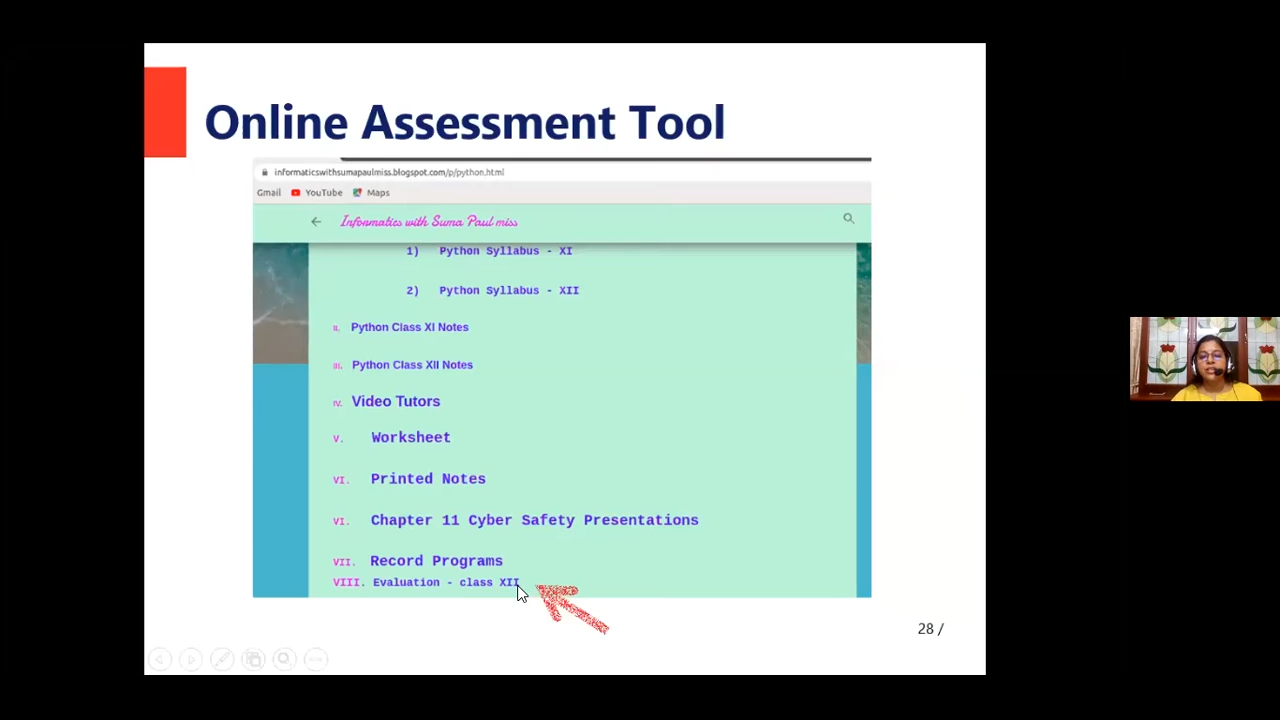 Online Assessment Tool
informaticswithsumapaulmiss.blogspot.com/p/python.html
Gmail YouTube Maps
Informatics with Suma Paul miss
1) Python Syllabus - XI
2) Python Syllabus - XII
II. Python Class XI Notes
III. Python Class XII Notes
IV. Video Tutors
V. Worksheet
VI. Printed Notes
VI. Chapter 11 Cyber Safety Presentations
VII. Record Programs
VIII. Evaluation - class XII
28 /